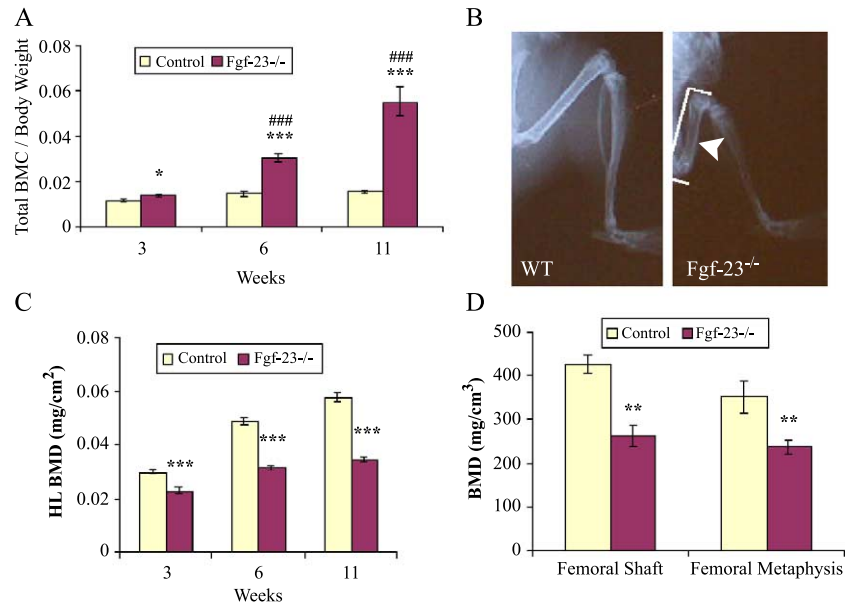 A
Total BMC / Body Weight
0.08
0.06
0.04
0.02
0
Control Fgf-23-/-
*
###
***
###
***
3 6 11
Weeks
B
WT
Fgf-23-/-
C
HL BMD (mg/cm2)
0.08
0.06
0.04
0.02
0
Control Fgf-23-/-
***
***
***
3 6 11
Weeks
D
BMD (mg/cm3)
500
400
300
200
100
0
Control Fgf-23-/-
**
**
Femoral Shaft Femoral Metaphysis